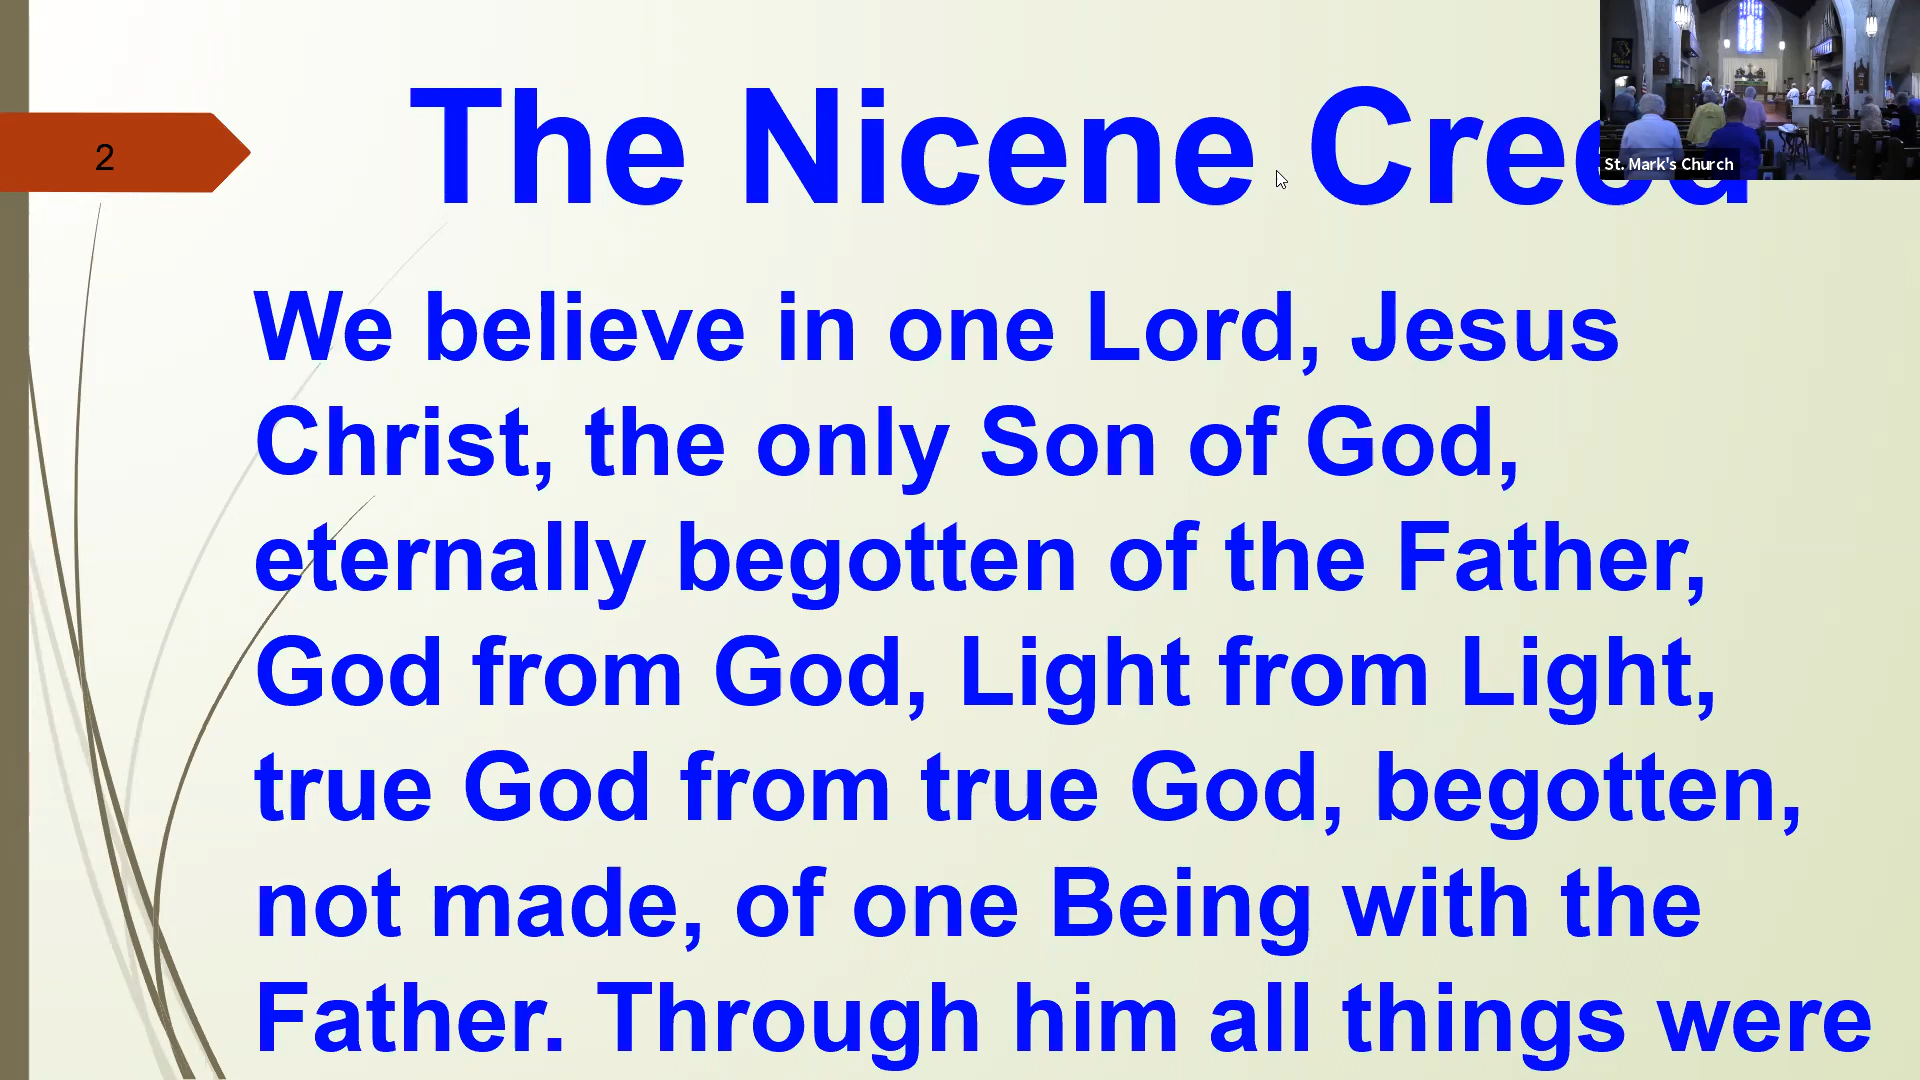 2
The Nicene Creed
St. Mark's Church
We believe in one Lord, Jesus
Christ, the only Son of God,
eternally begotten of the Father,
God from God, Light from Light,
true God from true God, begotten,
not made, of one Being with the
Father. Through him all things were